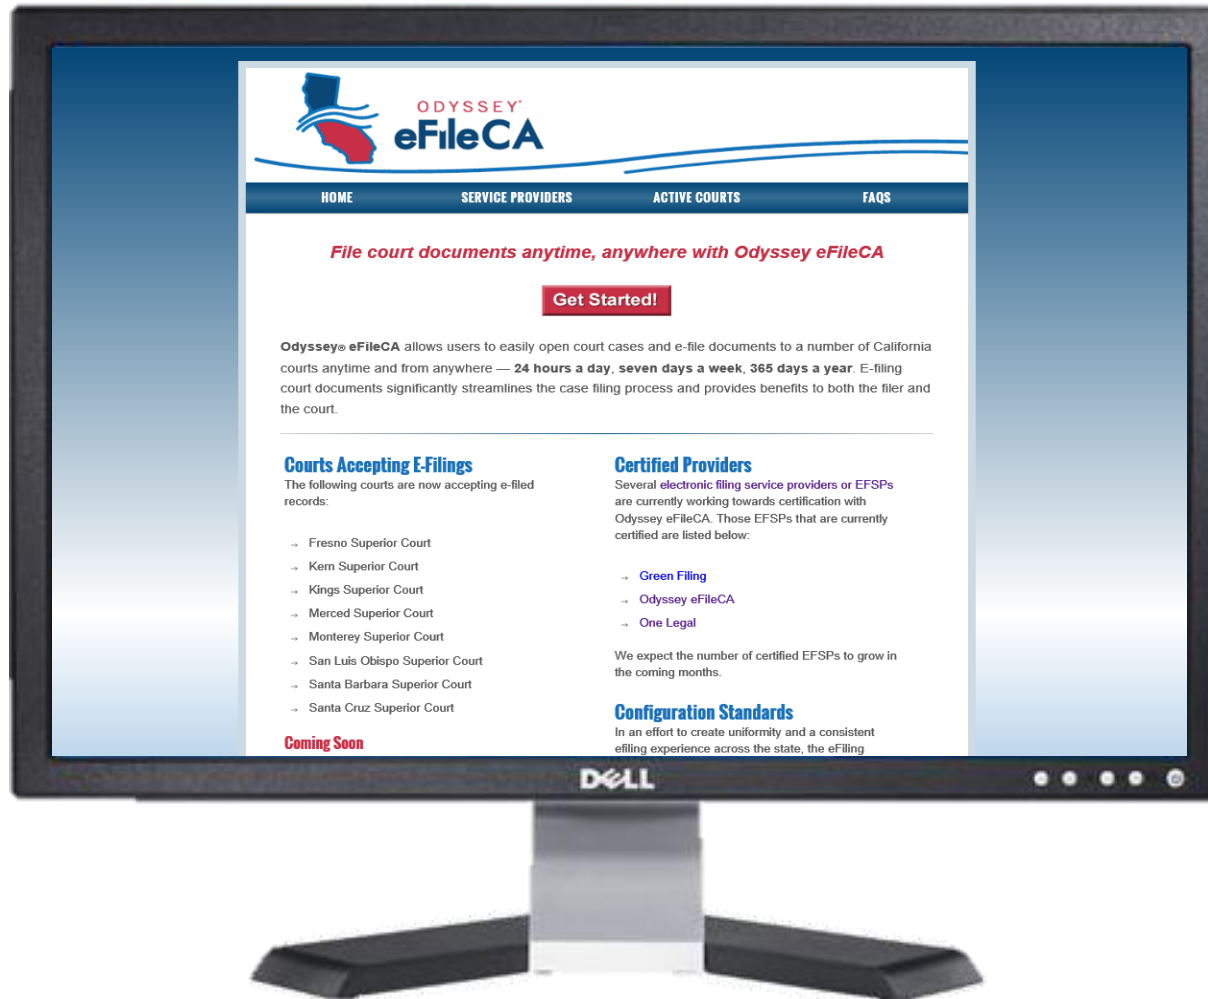 ODYSSEY
eFileCA
HOME
SERVICE PROVIDERS
ACTIVE COURTS
FAQS
File court documents anytime, anywhere with Odyssey eFileCA
Get Started!
Odyssey® eFileCA allows users to easily open court cases and e-file documents to a number of California
courts anytime and from anywhere — 24 hours a day, seven days a week, 365 days a year. E-filing
court documents significantly streamlines the case filing process and provides benefits to both the filer and
the court.
Courts Accepting E-Filings
The following courts are now accepting e-filed
records:
→ Fresno Superior Court
→ Kern Superior Court
→ Kings Superior Court
→ Merced Superior Court
→ Monterey Superior Court
→ San Luis Obispo Superior Court
→ Santa Barbara Superior Court
→ Santa Cruz Superior Court
Coming Soon
Certified Providers
Several electronic filing service providers or EFSPs
are currently working towards certification with
Odyssey eFileCA. Those EFSPs that are currently
certified are listed below:
→ Green Filing
→ Odyssey eFileCA
→ One Legal
We expect the number of certified EFSPs to grow in
the coming months.
Configuration Standards
In an effort to create uniformity and a consistent
efiling experience across the state, the eFiling
DELL